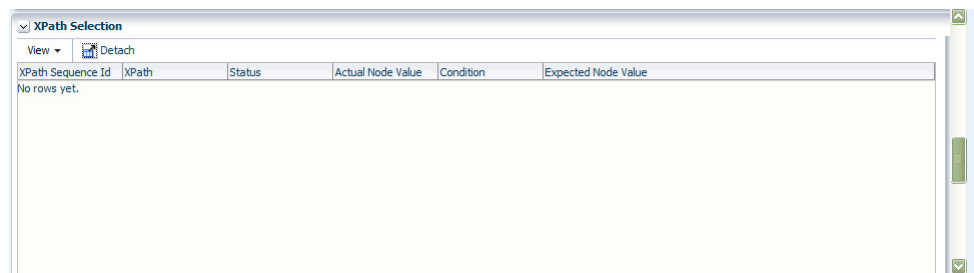 XPath Selection
View Detach
XPath Sequence Id XPath Status Actual Node Value Condition Expected Node Value
No rows yet.